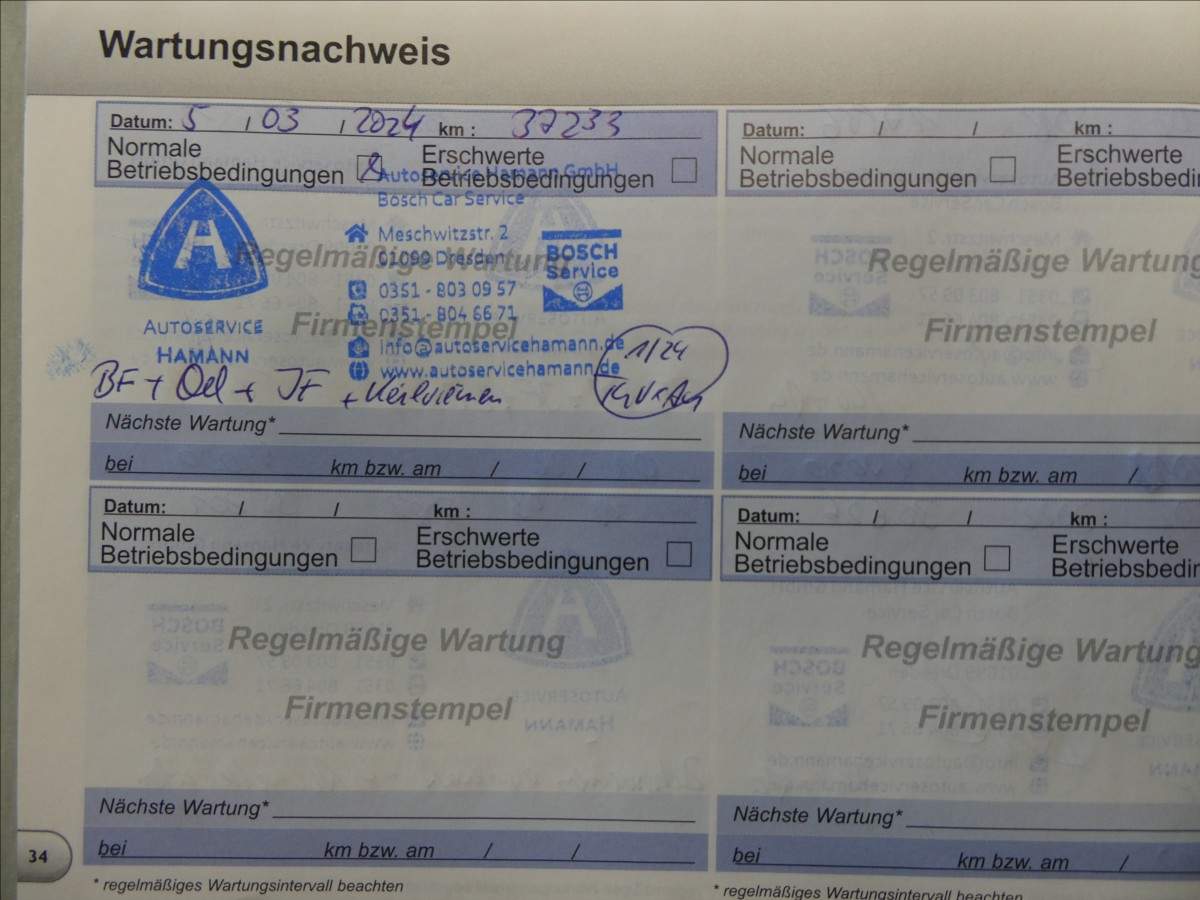 Wartungsnachweis
Datum: 5 / 03 / 2024 km : 37233
Normale
Betriebsbedingungen
Erschwerte
Betriebsbedingungen
Autoservice Hamann GmbH
Bosch Car Service
Meschwitzstr. 2
01099 Dresden
0351 - 803 09 57
0351 - 804 66 71
info@autoservicehamann.de
www.autoservicehamann.de
A
AUTOSERVICE
HAMANN
BOSCH
Service
Regelmäßige Wartung
Firmenstempel
BF + Oel + IF + Keilriemen
1/24
Nächste Wartung*
bei km bzw. am / /
Datum: / / km :
Normale
Betriebsbedingungen
Erschwerte
Betriebsbedin
Regelmäßige Wartung
Firmenstempel
Nächste Wartung*
bei km bzw. am /
Datum: / / km :
Normale
Betriebsbedingungen
Erschwerte
Betriebsbedingungen
Regelmäßige Wartung
Firmenstempel
Nächste Wartung*
bei km bzw. am / /
* regelmäßiges Wartungsintervall beachten
Datum: / / km :
Normale
Betriebsbedingungen
Erschwerte
Betriebsbedin
Regelmäßige Wartung
Firmenstempel
Nächste Wartung*
bei km bzw. am /
* regelmäßiges Wartungsintervall beachten
34